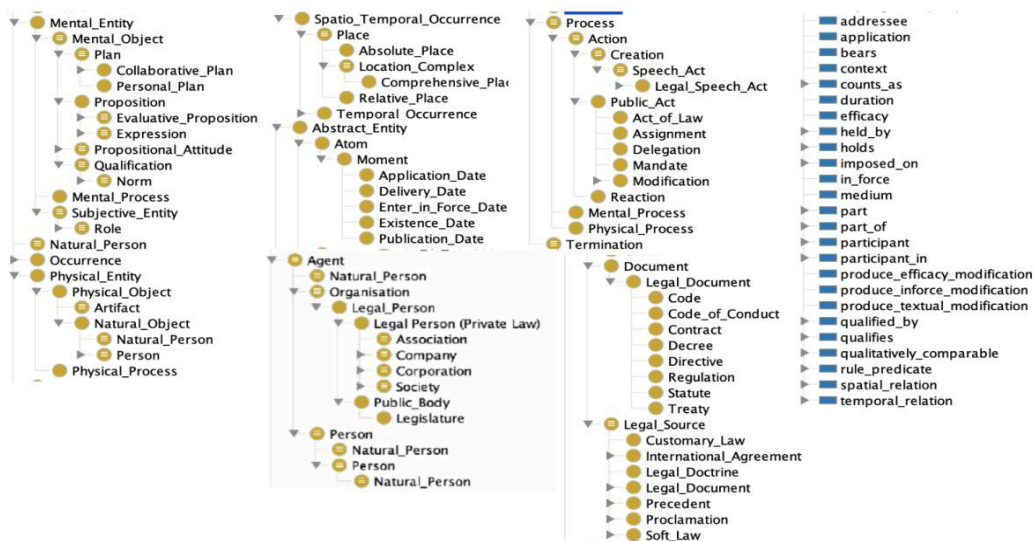 Mental_Entity
Mental_Object
Plan
Collaborative_Plan
Personal_Plan
Proposition
Evaluative_Proposition
Expression
Propositional_Attitude
Qualification
Norm
Mental_Process
Subjective_Entity
Role
Natural_Person
Occurrence
Physical_Entity
Physical_Object
Artifact
Natural_Object
Natural_Person
Person
Physical_Process
Spatio_Temporal_Occurrence
Place
Absolute_Place
Location_Complex
Comprehensive_Plac
Relative_Place
Temporal_Occurrence
Abstract_Entity
Atom
Moment
Application_Date
Delivery_Date
Enter_in_Force_Date
Existence_Date
Publication_Date
Agent
Natural_Person
Organisation
Legal_Person
Legal Person (Private Law)
Association
Company
Corporation
Society
Public_Body
Legislature
Person
Natural_Person
Person
Natural_Person
Process
Action
Creation
Speech_Act
Legal_Speech_Act
Public_Act
Act_of_Law
Assignment
Delegation
Mandate
Modification
Reaction
Mental_Process
Physical_Process
Termination
Document
Legal_Document
Code
Code_of_Conduct
Contract
Decree
Directive
Regulation
Statute
Treaty
Legal_Source
Customary_Law
International_Agreement
Legal_Doctrine
Legal_Document
Precedent
Proclamation
Soft_Law
addressee
application
bears
context
counts_as
duration
efficacy
held_by
holds
imposed_on
in_force
medium
part
part_of
participant
participant_in
produce_efficacy_modification
produce_inforce_modification
produce_textual_modification
qualified_by
qualifies
qualitatively_comparable
rule_predicate
spatial_relation
temporal_relation